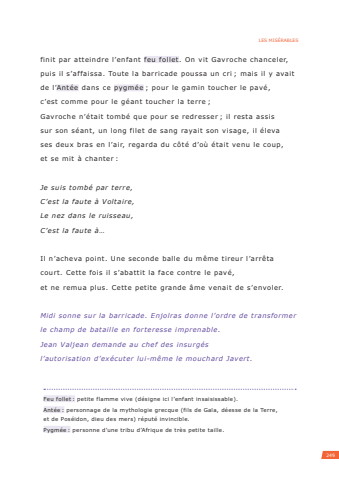 LES MISÉRABLES
finit par atteindre l'enfant feu follet. On vit Gavroche chanceler,
puis il s'affaissa. Toute la barricade poussa un cri ; mais il y avait
de l'Antée dans ce pygmée ; pour le gamin toucher le pavé,
c'est comme pour le géant toucher la terre ;
Gavroche n'était tombé que pour se redresser ; il resta assis
sur son séant, un long filet de sang rayait son visage, il éleva
ses deux bras en l'air, regarda du côté d'où était venu le coup,
et se mit à chanter :
Je suis tombé par terre,
C'est la faute à Voltaire,
Le nez dans le ruisseau,
C'est la faute à…
Il n'acheva point. Une seconde balle du même tireur l'arrêta
court. Cette fois il s'abattit la face contre le pavé,
et ne remua plus. Cette petite grande âme venait de s'envoler.
Midi sonne sur la barricade. Enjolras donne l'ordre de transformer
le champ de bataille en forteresse imprenable.
Jean Valjean demande au chef des insurgés
l'autorisation d'exécuter lui-même le mouchard Javert.
Feu follet : petite flamme vive (désigne ici l'enfant insaisissable).
Antée : personnage de la mythologie grecque (fils de Gaïa, déesse de la Terre,
et de Poséidon, dieu des mers) réputé invincible.
Pygmée : personne d'une tribu d'Afrique de très petite taille.
249